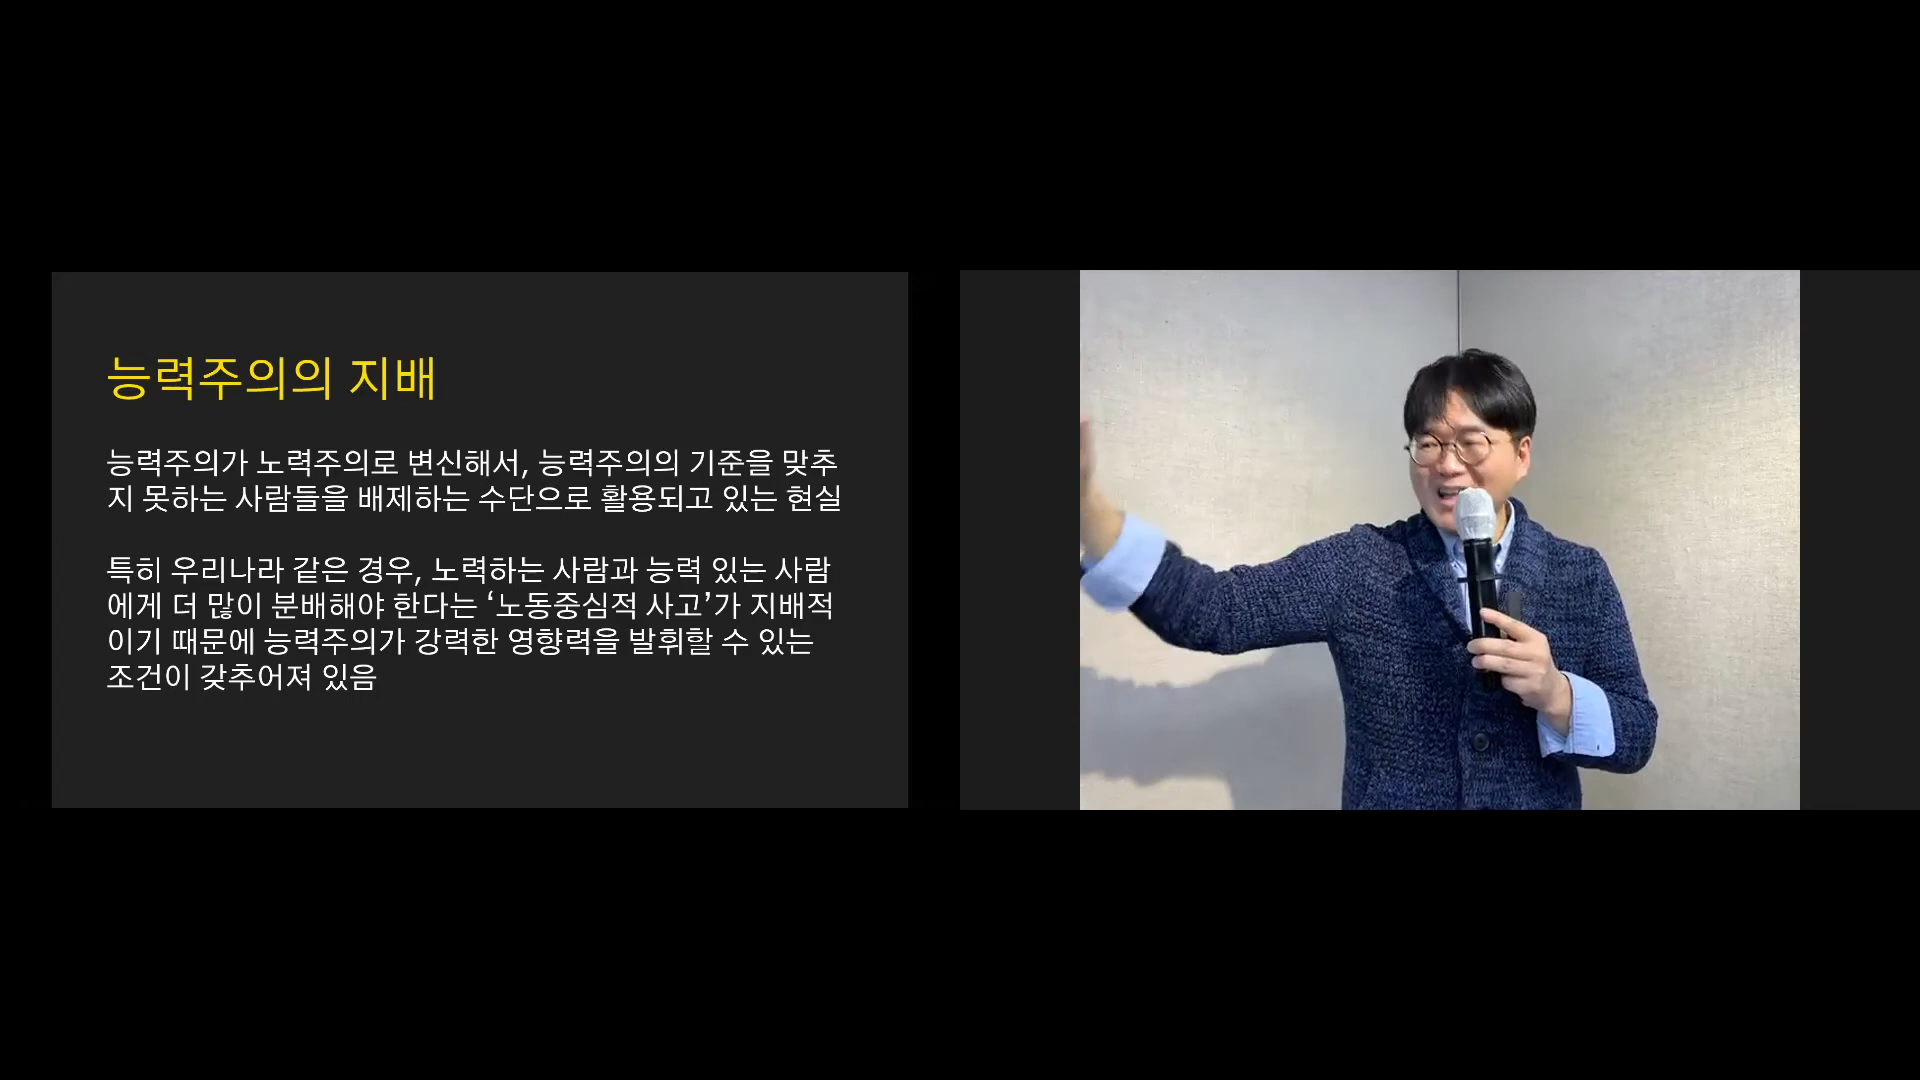 능력주의의 지배
능력주의가 노력주의로 변신해서, 능력주의의 기준을 맞추
지 못하는 사람들을 배제하는 수단으로 활용되고 있는 현실
특히 우리나라 같은 경우, 노력하는 사람과 능력 있는 사람
에게 더 많이 분배해야 한다는 ‘노동중심적 사고’가 지배적
이기 때문에 능력주의가 강력한 영향력을 발휘할 수 있는
조건이 갖추어져 있음